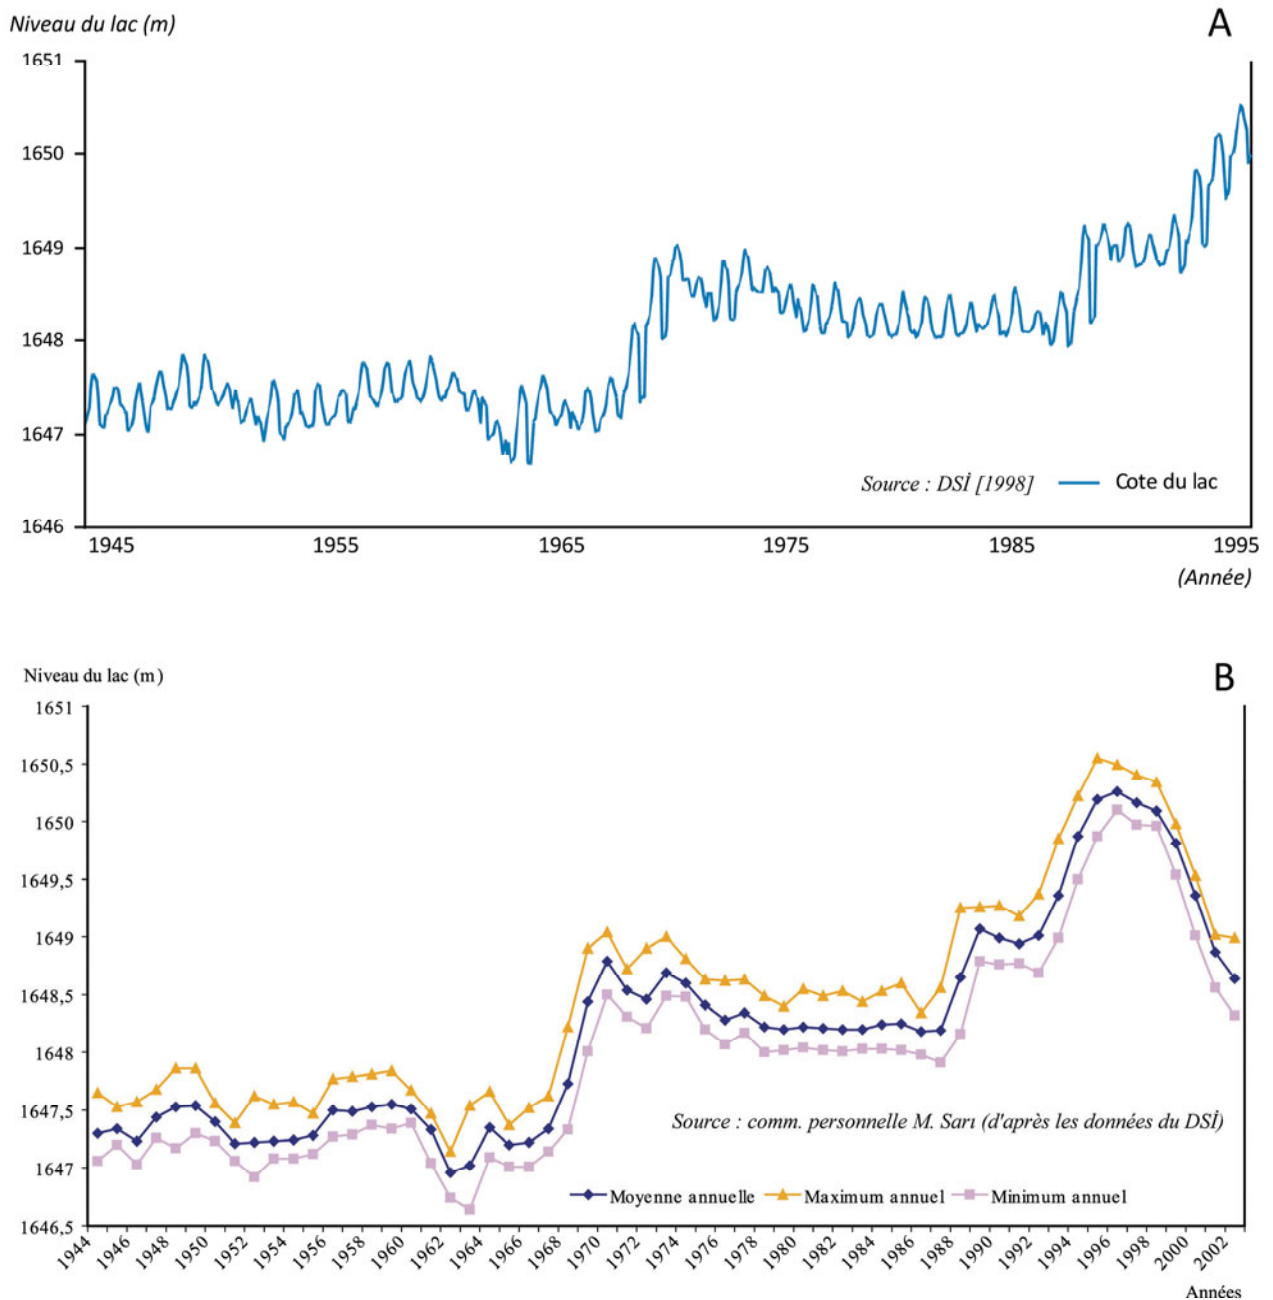 Niveau du lac (m)
A
1651
1650
1649
1648
1647
1646
Source : DSİ [1998]
Cote du lac
1945 1955 1965 1975 1985 1995
(Année)
Niveau du lac (m)
B
1651
1650,5
1650
1649,5
1649
1648,5
1648
1647,5
1647
1646,5
Source : comm. personnelle M. Sarı (d'après les données du DSİ)
Moyenne annuelle Maximum annuel Minimum annuel
1944 1946 1948 1950 1952 1954 1956 1958 1960 1962 1964 1966 1968 1970 1972 1974 1976 1978 1980 1982 1984 1986 1988 1990 1992 1994 1996 1998 2000 2002
Années